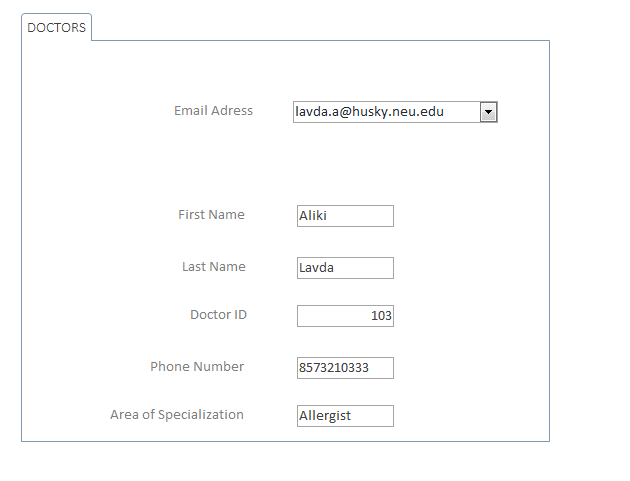 DOCTORS
Email Adress lavda.a@husky.neu.edu
First Name Aliki
Last Name Lavda
Doctor ID 103
Phone Number 8573210333
Area of Specialization Allergist